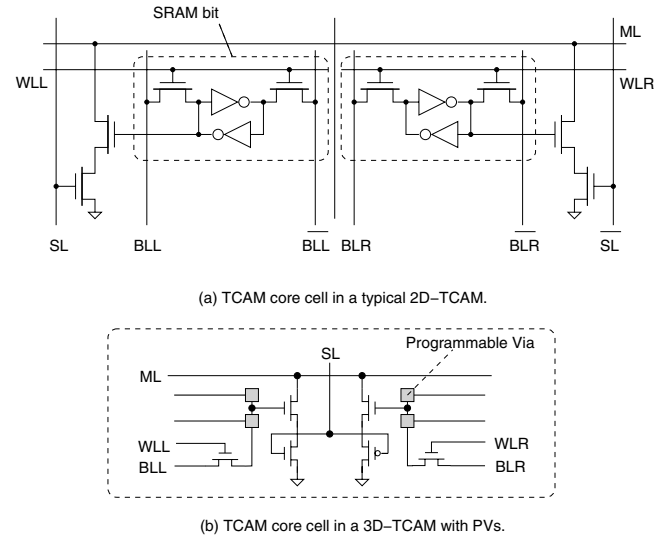 SRAM bit
ML
WLL
WLR
SL
BLL
BLL
BLR
BLR
SL
(a) TCAM core cell in a typical 2D−TCAM.
SL
Programmable Via
ML
WLL
WLR
BLL
BLR
(b) TCAM core cell in a 3D−TCAM with PVs.